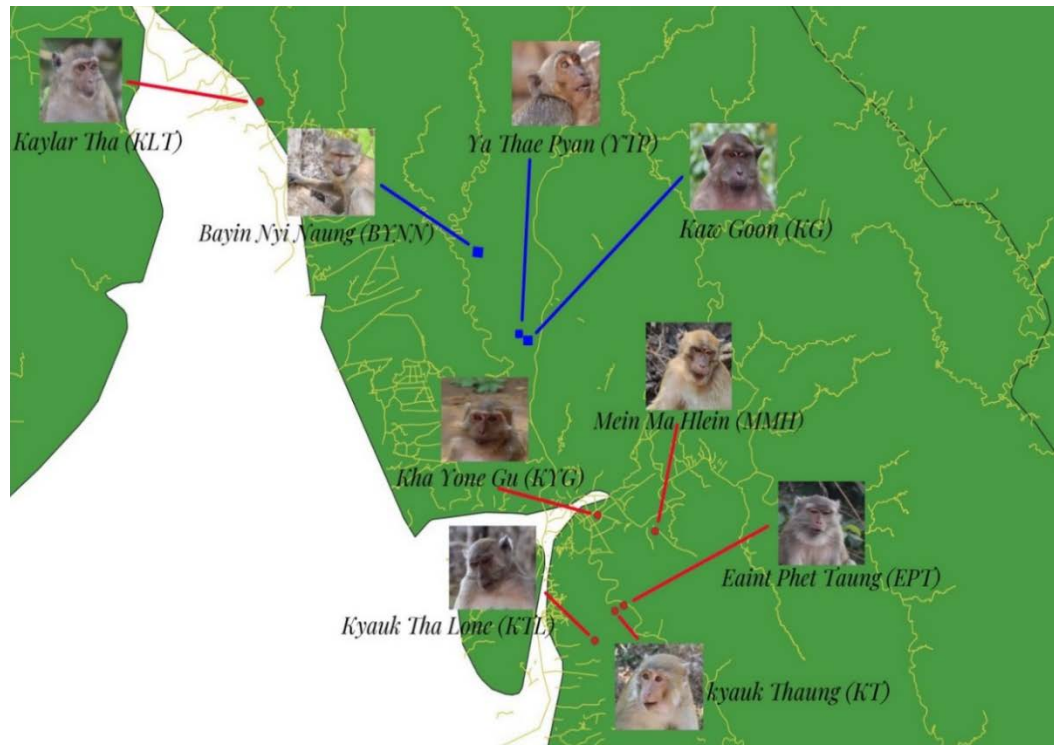 Kaylar Tha (KLT)
Ya Thae Pyan (YTP)
Bayin Nyi Naung (BYNN)
Kaw Goon (KG)
Mein Ma Hlein (MMH)
Kha Yone Gu (KYG)
Eaint Phet Taung (EPT)
Kyauk Tha Lone (KTL)
kyauk Thaung (KT)